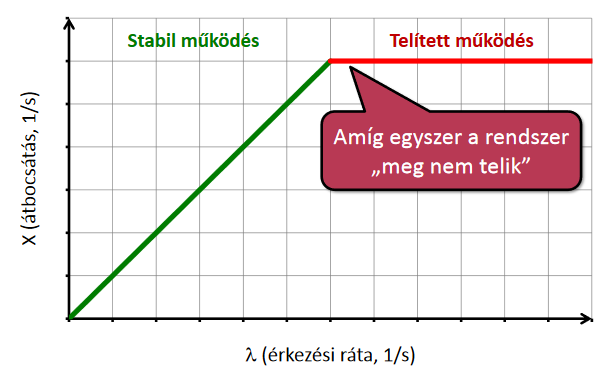 Stabil működés
Telített működés
Amíg egyszer a rendszer
„meg nem telik”
X (átbocsátás, 1/s)
λ (érkezési ráta, 1/s)